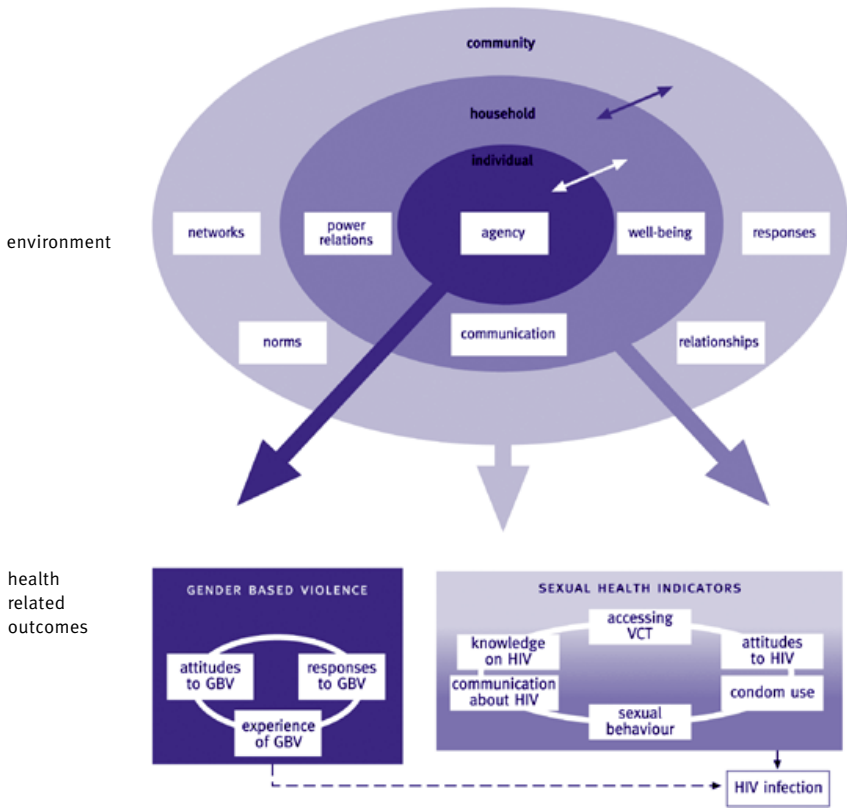 community
household
individual
environment
networks
power
relations
agency
well-being
responses
norms
communication
relationships
health
related
outcomes
GENDER BASED VIOLENCE
attitudes
to GBV
responses
to GBV
experience
of GBV
SEXUAL HEALTH INDICATORS
accessing
VCT
knowledge
on HIV
attitudes
to HIV
communication
about HIV
condom use
sexual
behaviour
HIV infection